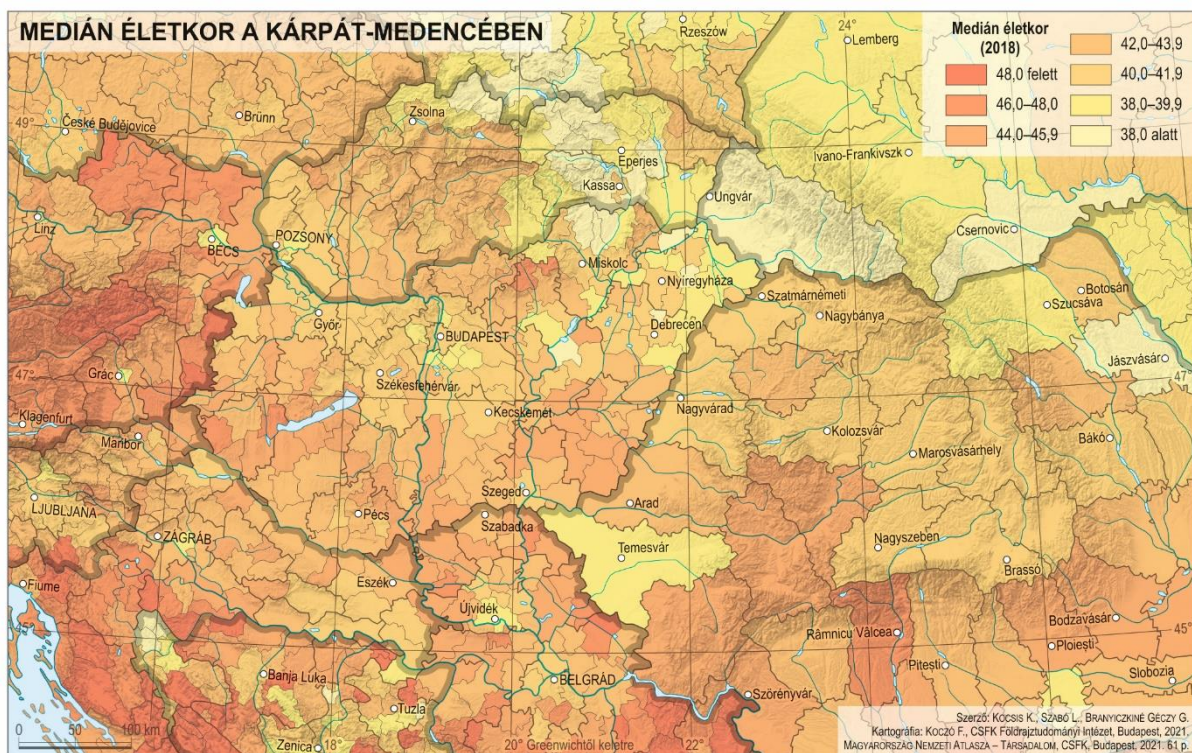 MEDIÁN ÉLETKOR A KÁRPÁT-MEDENCÉBEN
Medián életkor
(2018)
48,0 felett
46,0–48,0
44,0–45,9
42,0–43,9
40,0–41,9
38,0–39,9
38,0 alatt
Rzeszów
24°
Lemberg
49°
České Budějovice
Brünn
Zsolna
Eperjes
Kassa
Ivano-Frankivszk
Ungvár
Csernovic
Linz
BÉCS
POZSONY
Miskolc
Nyíregyháza
Szatmárnémeti
Nagybánya
Botosán
Szucsáva
Győr
BUDAPEST
Debrecen
Jászvásár
47°
Grác
Székesfehérvár
47°
Klagenfurt
Kecskemét
Nagyvárad
Kolozsvár
Maribor
Marosvásárhely
Bákó
LJUBLJANA
Pécs
Szeged
Szabadka
Arad
ZÁGRÁB
Temesvár
Nagyszeben
Brassó
Fiume
Eszék
Újvidék
45°
Râmnicu Vâlcea
Bodzavásár
45°
Ploiești
Pitești
Banja Luka
BELGRÁD
Slobozia
Szörényvár
Tuzla
0 50 100 km
Zenica
18°
20° Greenwichtől keletre
22°
Szerző: KOCSIS K., SZABÓ L., BRANYICZKINÉ GÉCZY G.
Kartográfia: KOCZÓ F., CSFK FÖLDRAJZTUDOMÁNYI INTÉZET, BUDAPEST, 2021.
MAGYARORSZÁG NEMZETI ATLASZA – TÁRSADALOM, CSFK, BUDAPEST, 2021. 61. p.